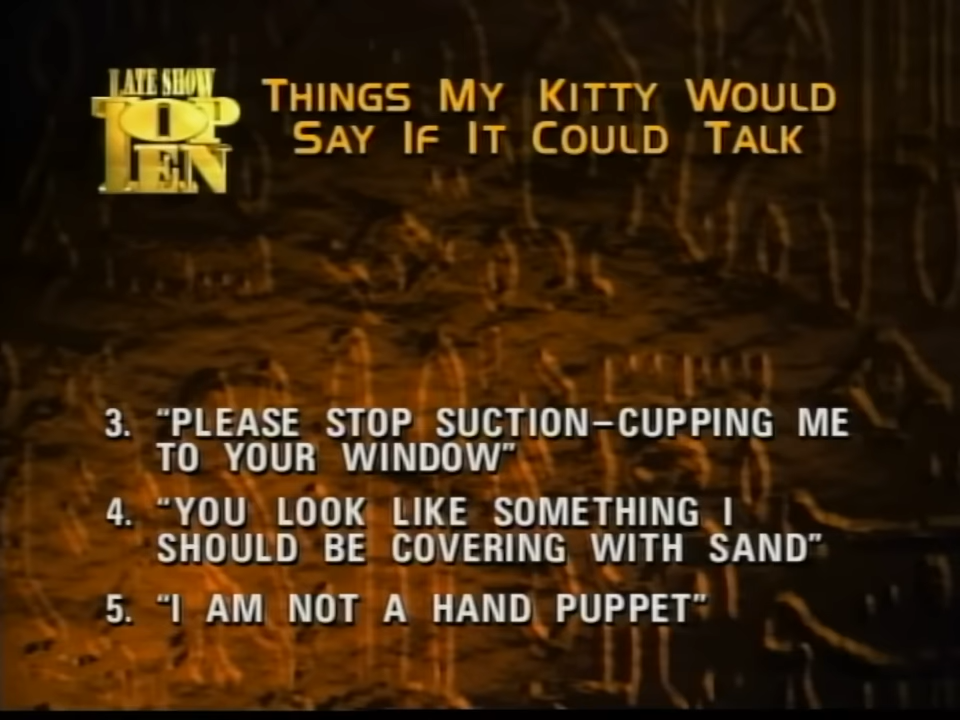 LATE SHOW
TOP
TEN
THINGS MY KITTY WOULD
SAY IF IT COULD TALK
3. "PLEASE STOP SUCTION-CUPPING ME
TO YOUR WINDOW"
4. "YOU LOOK LIKE SOMETHING I
SHOULD BE COVERING WITH SAND"
5. "I AM NOT A HAND PUPPET"